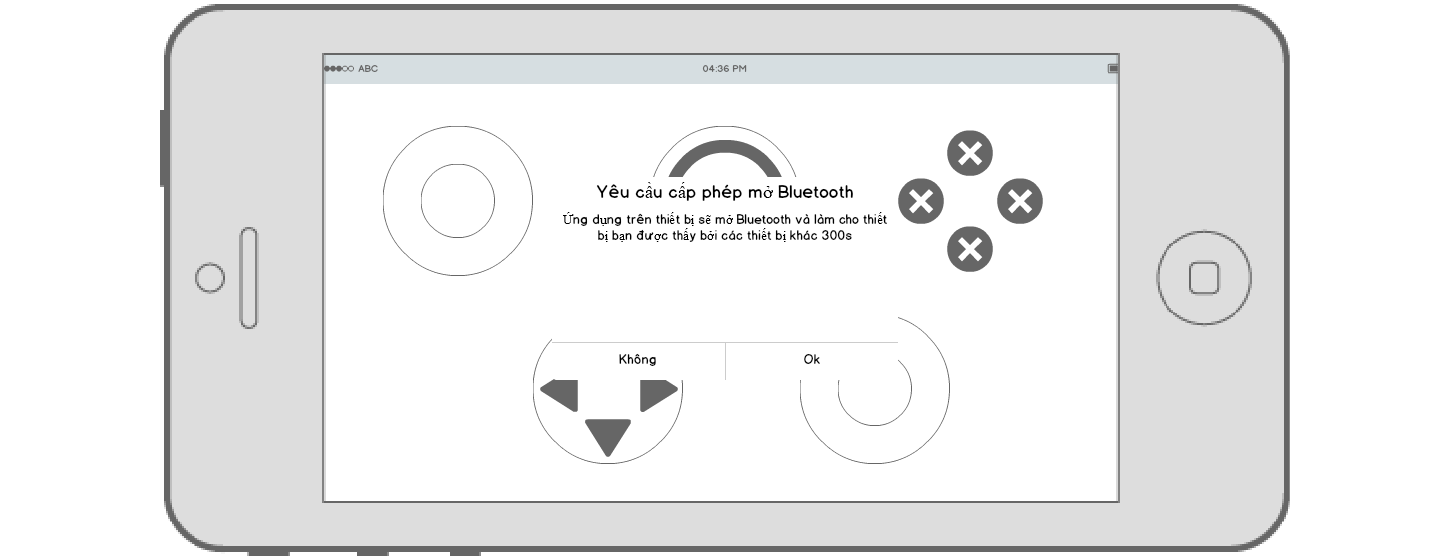 ABC
04:36 PM
Yêu cầu cấp phép mở Bluetooth
Ứng dụng trên thiết bị sẽ mở Bluetooth và làm cho thiết
bị bạn được thấy bởi các thiết bị khác 300s
Không
Ok